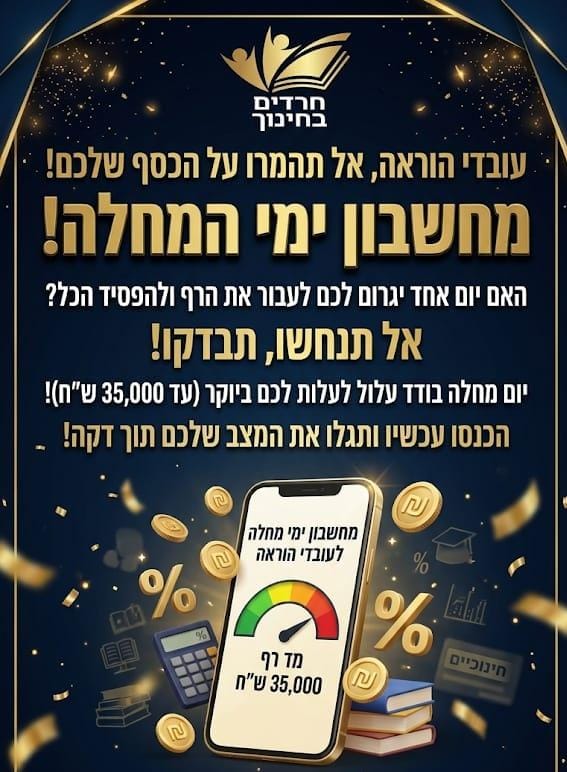 חרדים
בחינוך
עובדי הוראה, אל תהמרו על הכסף שלכם!
מחשבון ימי המחלה!
האם יום אחד יגרום לכם לעבור את הרף ולהפסיד הכל?
אל תנחשו, תבדקו!
יום מחלה בודד עלול לעלות לכם ביוקר (עד 35,000 ש"ח)!
הכנסו עכשיו ותגלו את המצב שלכם תוך דקה!
מחשבון ימי מחלה
לעובדי הוראה
מד רף
35,000 ש"ח
%
%
%
%
חינוכיים
₪
₪
₪
₪
₪
₪